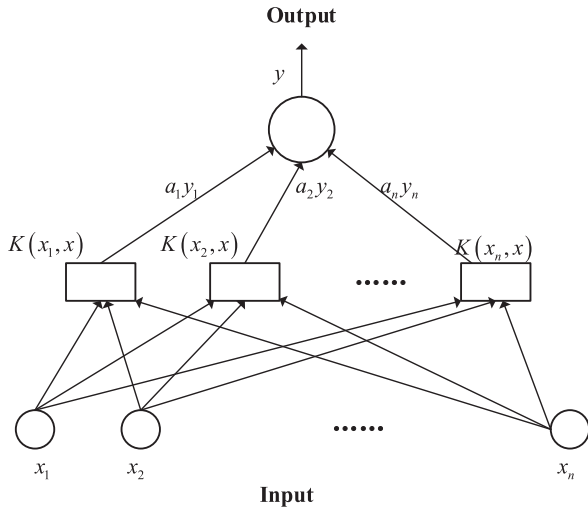 Output
y
a₁y₁ a₂y₂ aₙyₙ
K(x₁,x) K(x₂,x) K(xₙ,x)
······
······
x₁ x₂ xₙ
Input